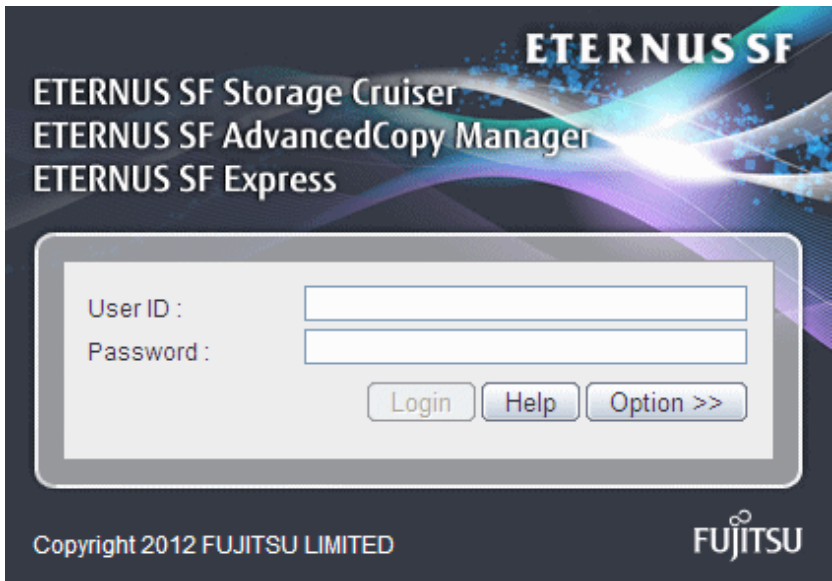 ETERNUS SF
ETERNUS SF Storage Cruiser
ETERNUS SF AdvancedCopy Manager
ETERNUS SF Express
User ID :
Password :
Login Help Option >>
Copyright 2012 FUJITSU LIMITED
FUJITSU